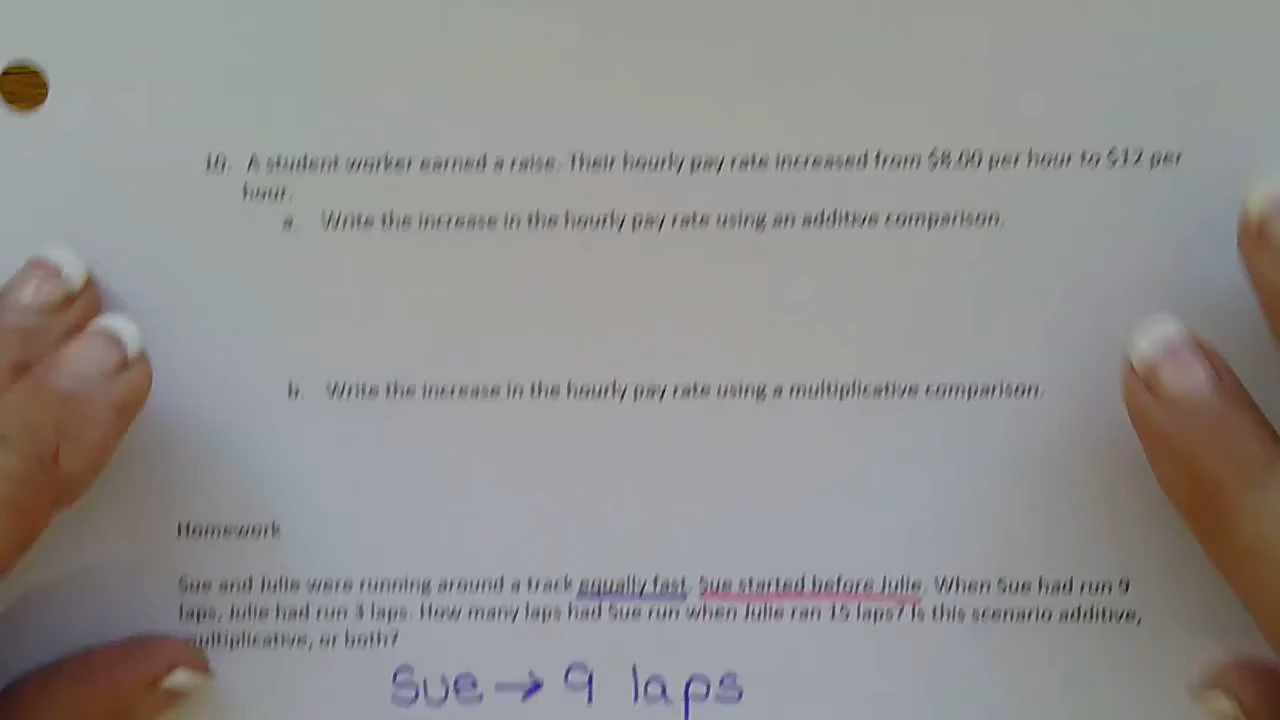 10. A student worker earned a raise. Their hourly pay rate increased from $8.00 per hour to $12 per
hour.
a. Write the increase in the hourly pay rate using an additive comparison.
b. Write the increase in the hourly pay rate using a multiplicative comparison.
Homework
Sue and Julie were running around a track equally fast. Sue started before Julie. When Sue had run 9
laps, Julie had run 3 laps. How many laps had Sue run when Julie ran 15 laps? Is this scenario additive,
multiplicative, or both?
Sue → 9 laps